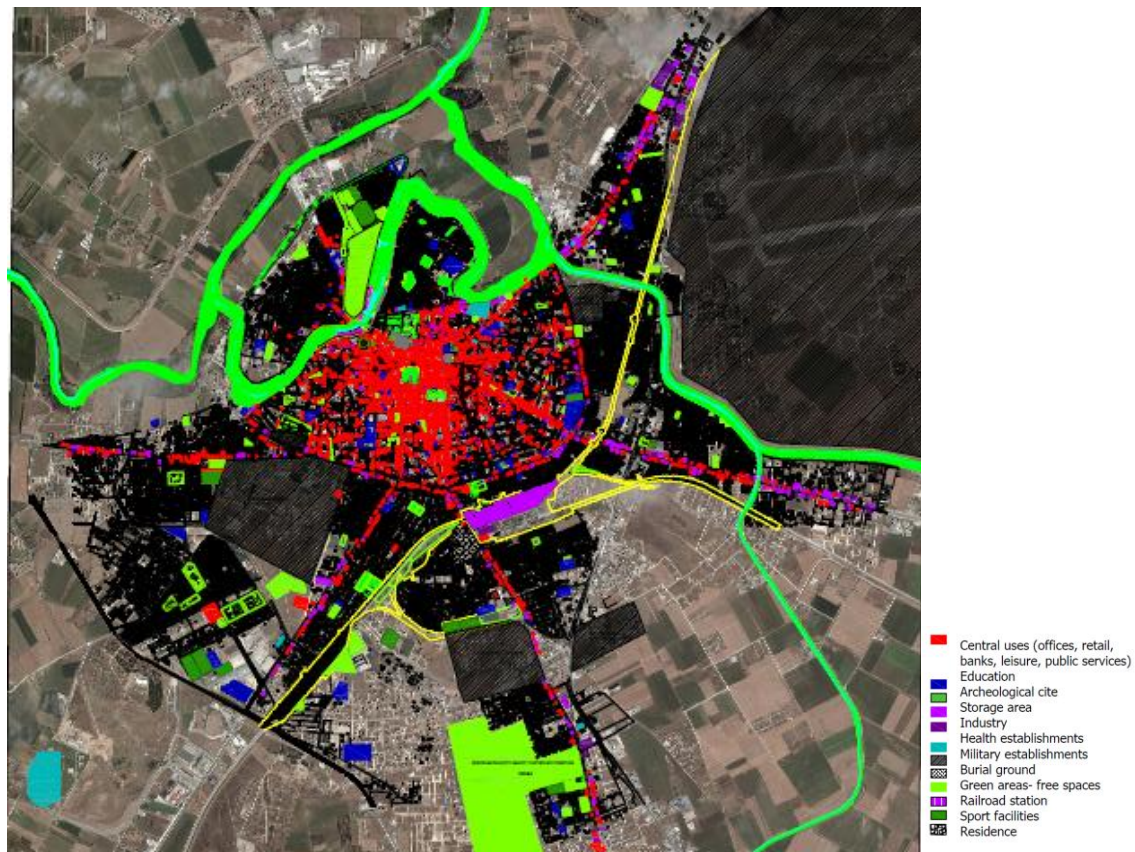 Central uses (offices, retail,
banks, leisure, public services)
Education
Archeological cite
Storage area
Industry
Health establishments
Military establishments
Burial ground
Green areas- free spaces
Railroad station
Sport facilities
Residence